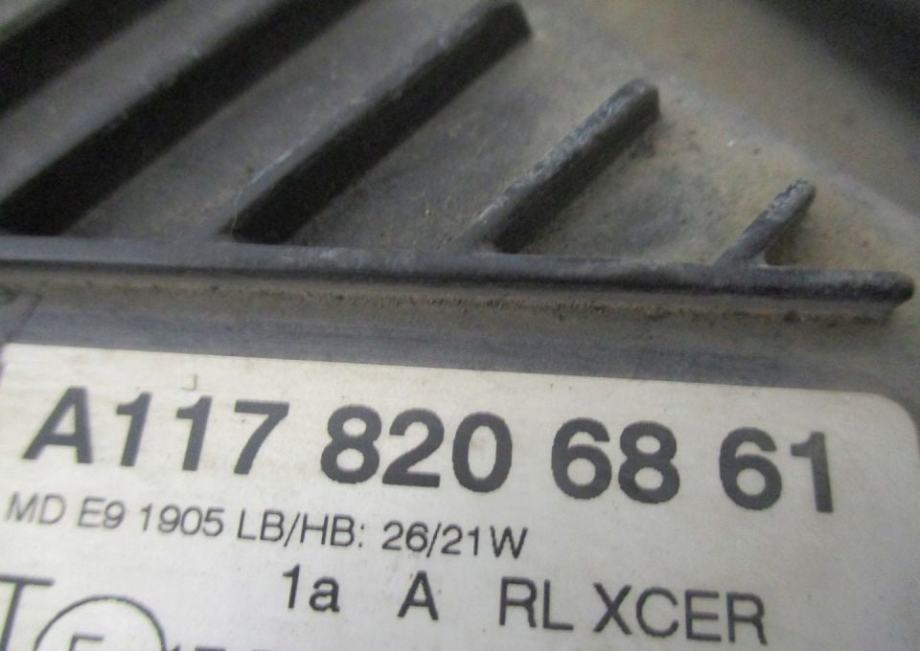 A117 820 68 61
MD E9 1905 LB/HB: 26/21W
1a A RL XCER